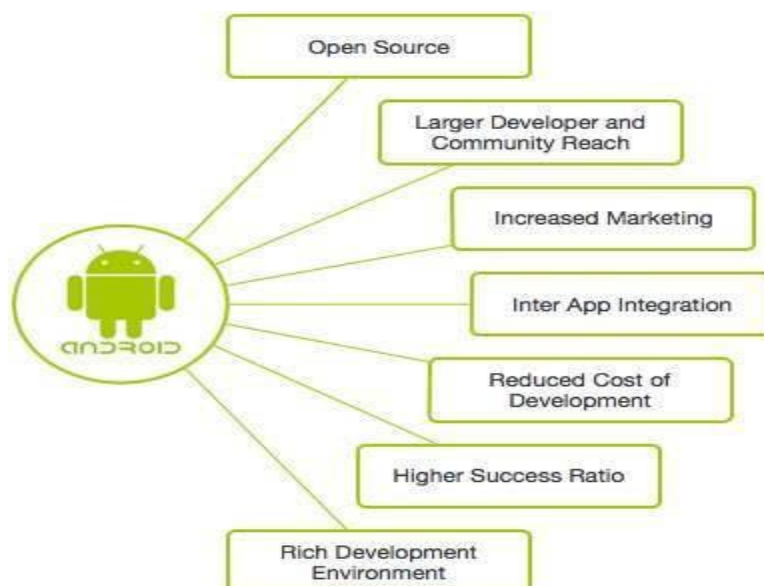 Open Source
Larger Developer and
Community Reach
Increased Marketing
Inter App Integration
ANDROID
Reduced Cost of
Development
Higher Success Ratio
Rich Development
Environment